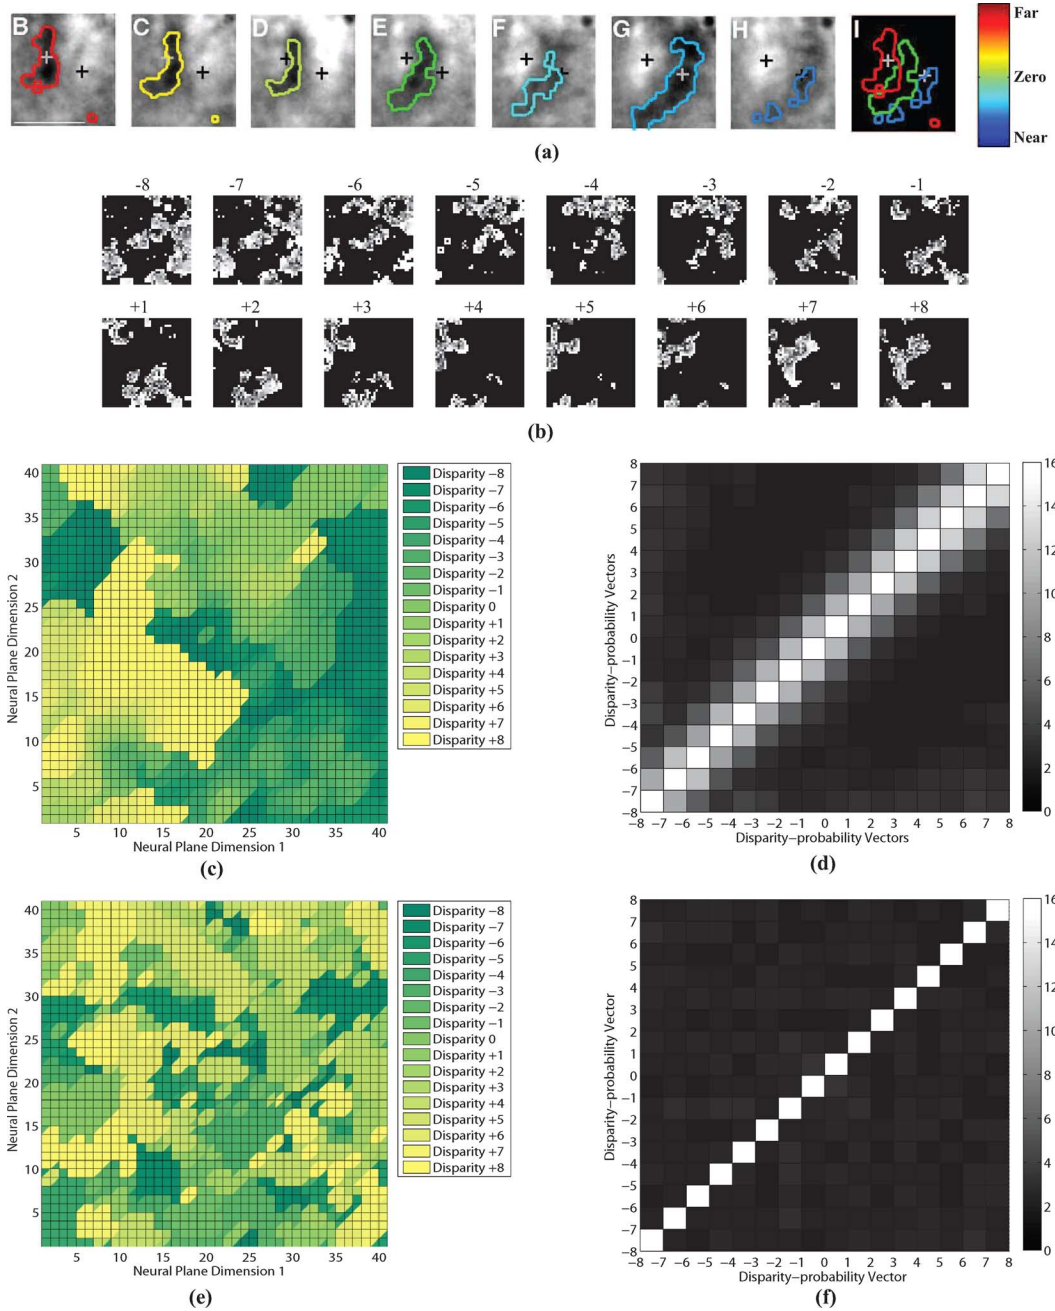 B C D E F G H I Far
Zero
Near
(a)
-8 -7 -6 -5 -4 -3 -2 -1
+1 +2 +3 +4 +5 +6 +7 +8
(b)
40
35
30
25
20
15
10
5
Neural Plane Dimension 2
5 10 15 20 25 30 35 40
Neural Plane Dimension 1
Disparity −8
Disparity −7
Disparity −6
Disparity −5
Disparity −4
Disparity −3
Disparity −2
Disparity −1
Disparity 0
Disparity +1
Disparity +2
Disparity +3
Disparity +4
Disparity +5
Disparity +6
Disparity +7
Disparity +8
(c)
8
7
6
5
4
3
2
1
0
−1
−2
−3
−4
−5
−6
−7
−8
Disparity−probability Vectors
−8 −7 −6 −5 −4 −3 −2 −1 0 1 2 3 4 5 6 7 8
Disparity−probability Vectors
16
14
12
10
8
6
4
2
0
(d)
40
35
30
25
20
15
10
5
Neural Plane Dimension 2
5 10 15 20 25 30 35 40
Neural Plane Dimension 1
Disparity −8
Disparity −7
Disparity −6
Disparity −5
Disparity −4
Disparity −3
Disparity −2
Disparity −1
Disparity 0
Disparity +1
Disparity +2
Disparity +3
Disparity +4
Disparity +5
Disparity +6
Disparity +7
Disparity +8
(e)
8
7
6
5
4
3
2
1
0
−1
−2
−3
−4
−5
−6
−7
−8
Disparity−probability Vector
−8 −7 −6 −5 −4 −3 −2 −1 0 1 2 3 4 5 6 7 8
Disparity−probability Vector
16
14
12
10
8
6
4
2
0
(f)